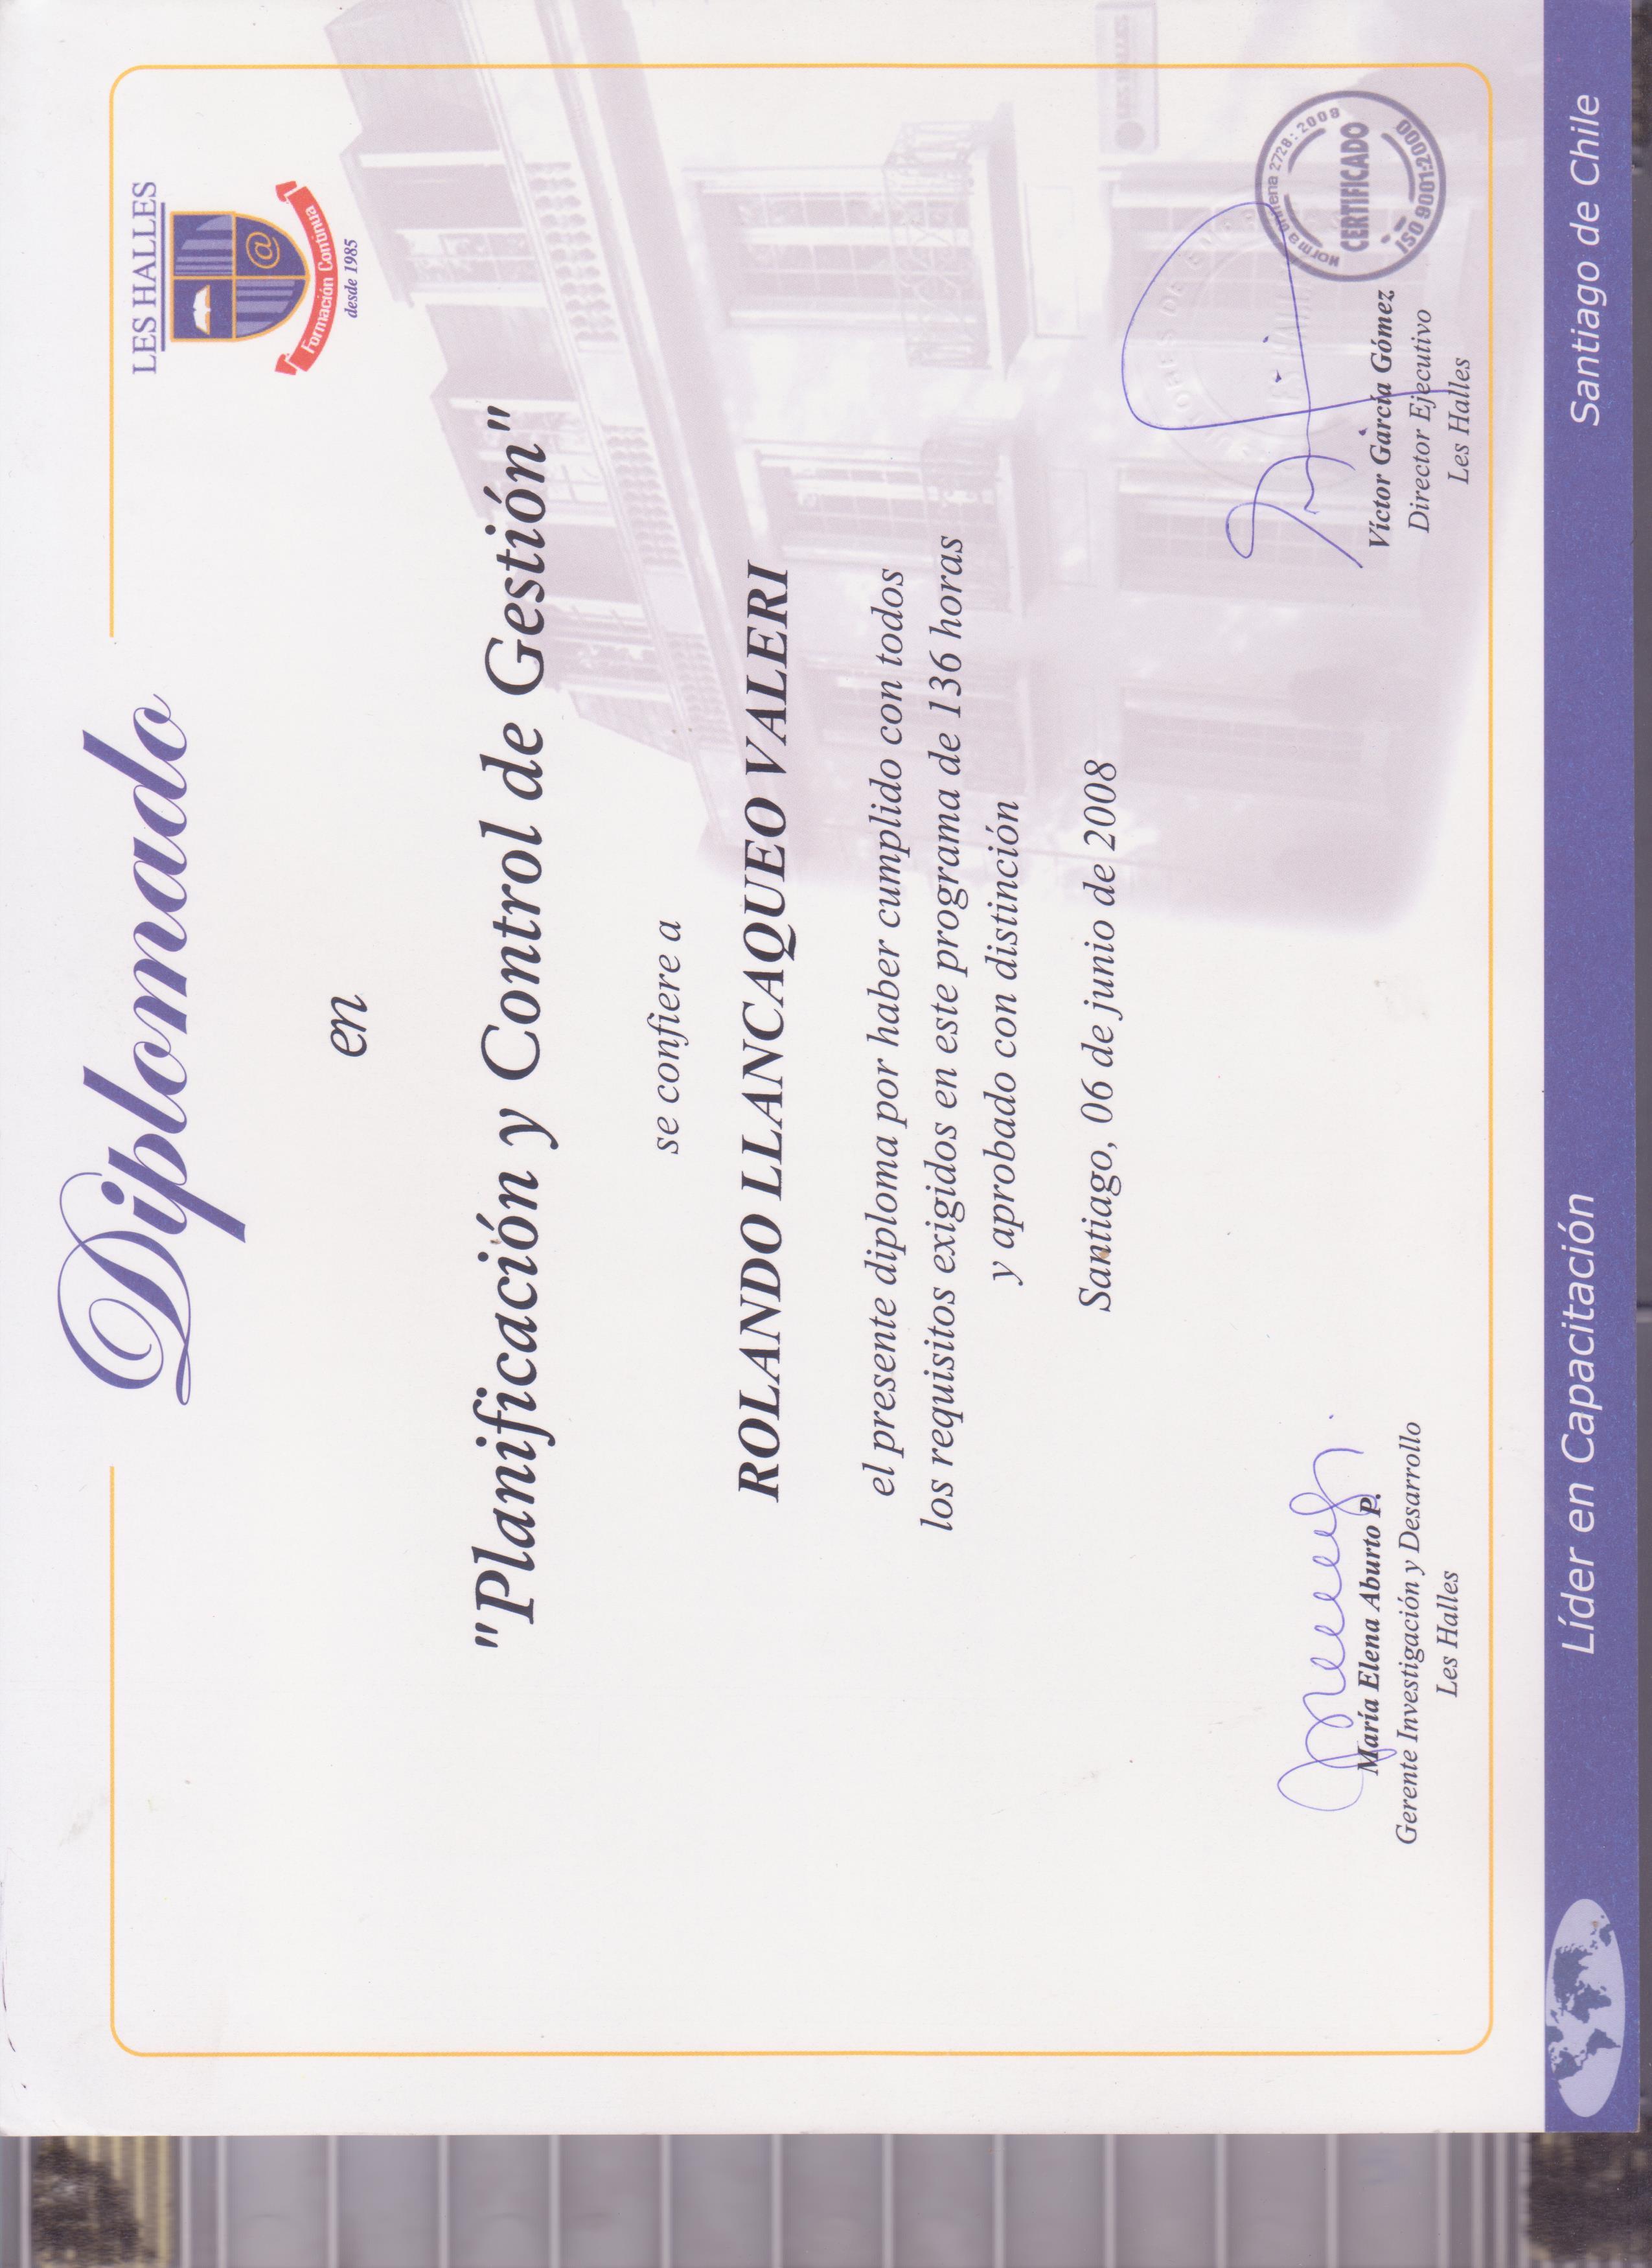 Diplomado
LES HALLES
@
Formación Continua
desde 1985
en
"Planificación y Control de Gestión"
se confiere a
ROLANDO LLANCAQUEO VALERI
el presente diploma por haber cumplido con todos
los requisitos exigidos en este programa de 136 horas
y aprobado con distinción
Santiago, 06 de junio de 2008
LES HALLES
María Elena Aburto P.
Gerente Investigación y Desarrollo
Les Halles
Víctor García Gómez
Director Ejecutivo
Les Halles
Norma Chilena 2728:2003
CERTIFICADO
ISO 9001:2000
Líder en Capacitación
Santiago de Chile